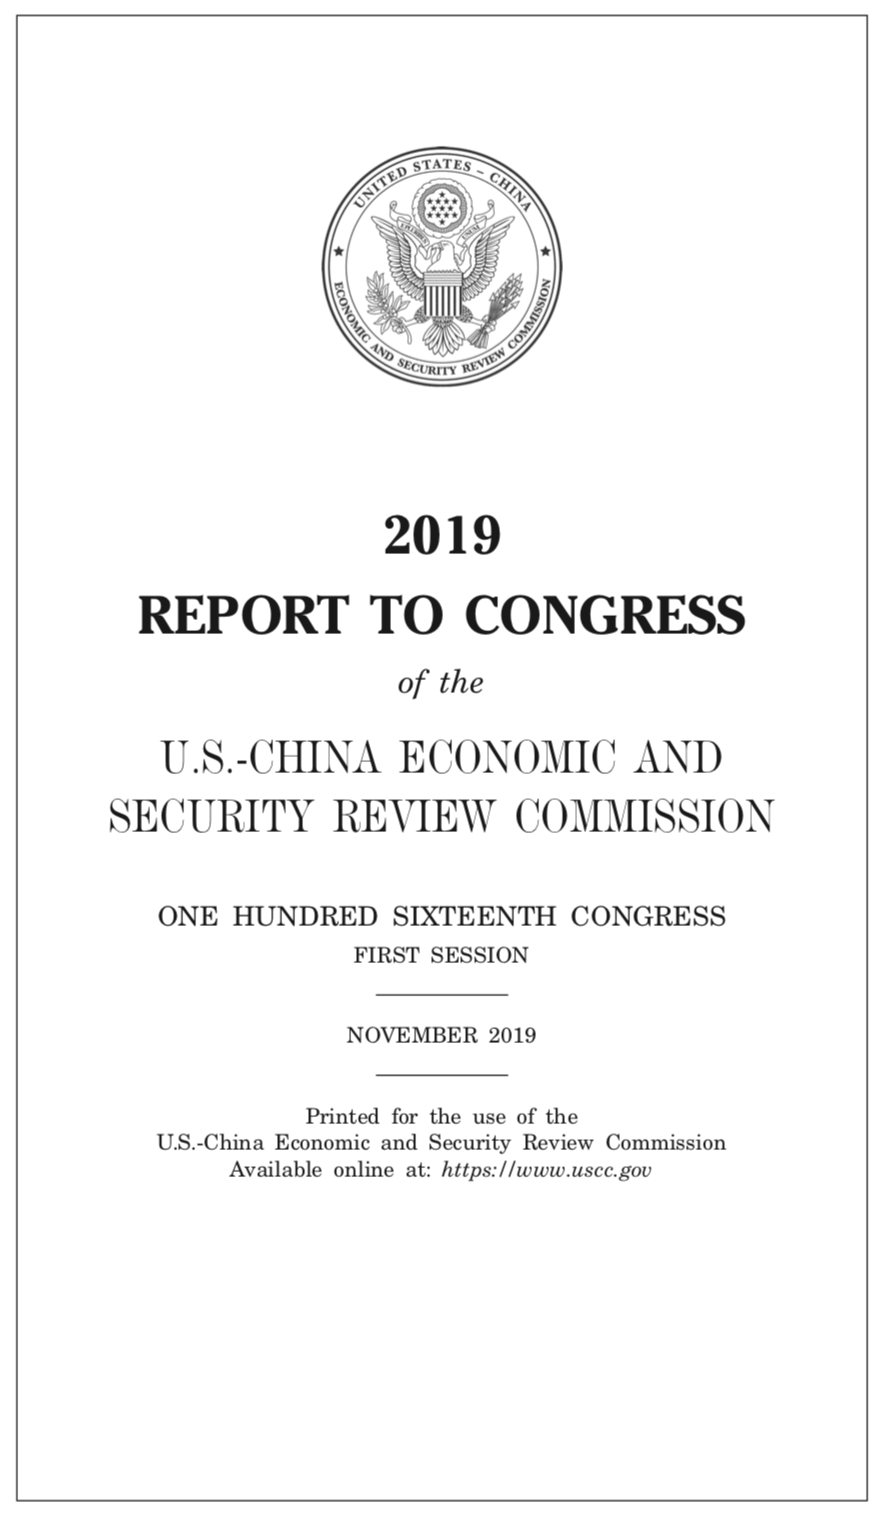 UNITED STATES – CHINA
ECONOMIC AND SECURITY REVIEW COMMISSION
2019
REPORT TO CONGRESS
of the
U.S.-CHINA ECONOMIC AND
SECURITY REVIEW COMMISSION
ONE HUNDRED SIXTEENTH CONGRESS
FIRST SESSION
NOVEMBER 2019
Printed for the use of the
U.S.-China Economic and Security Review Commission
Available online at: https://www.uscc.gov